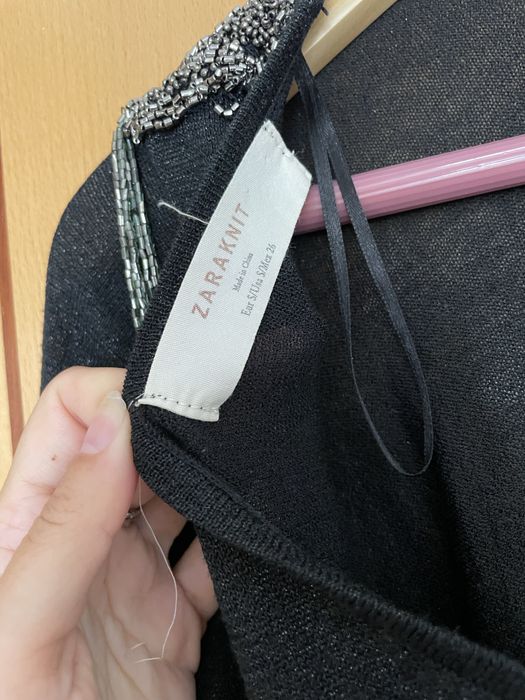 ZARAKNIT
Made in China
Eur S/Usa S/Mex 26